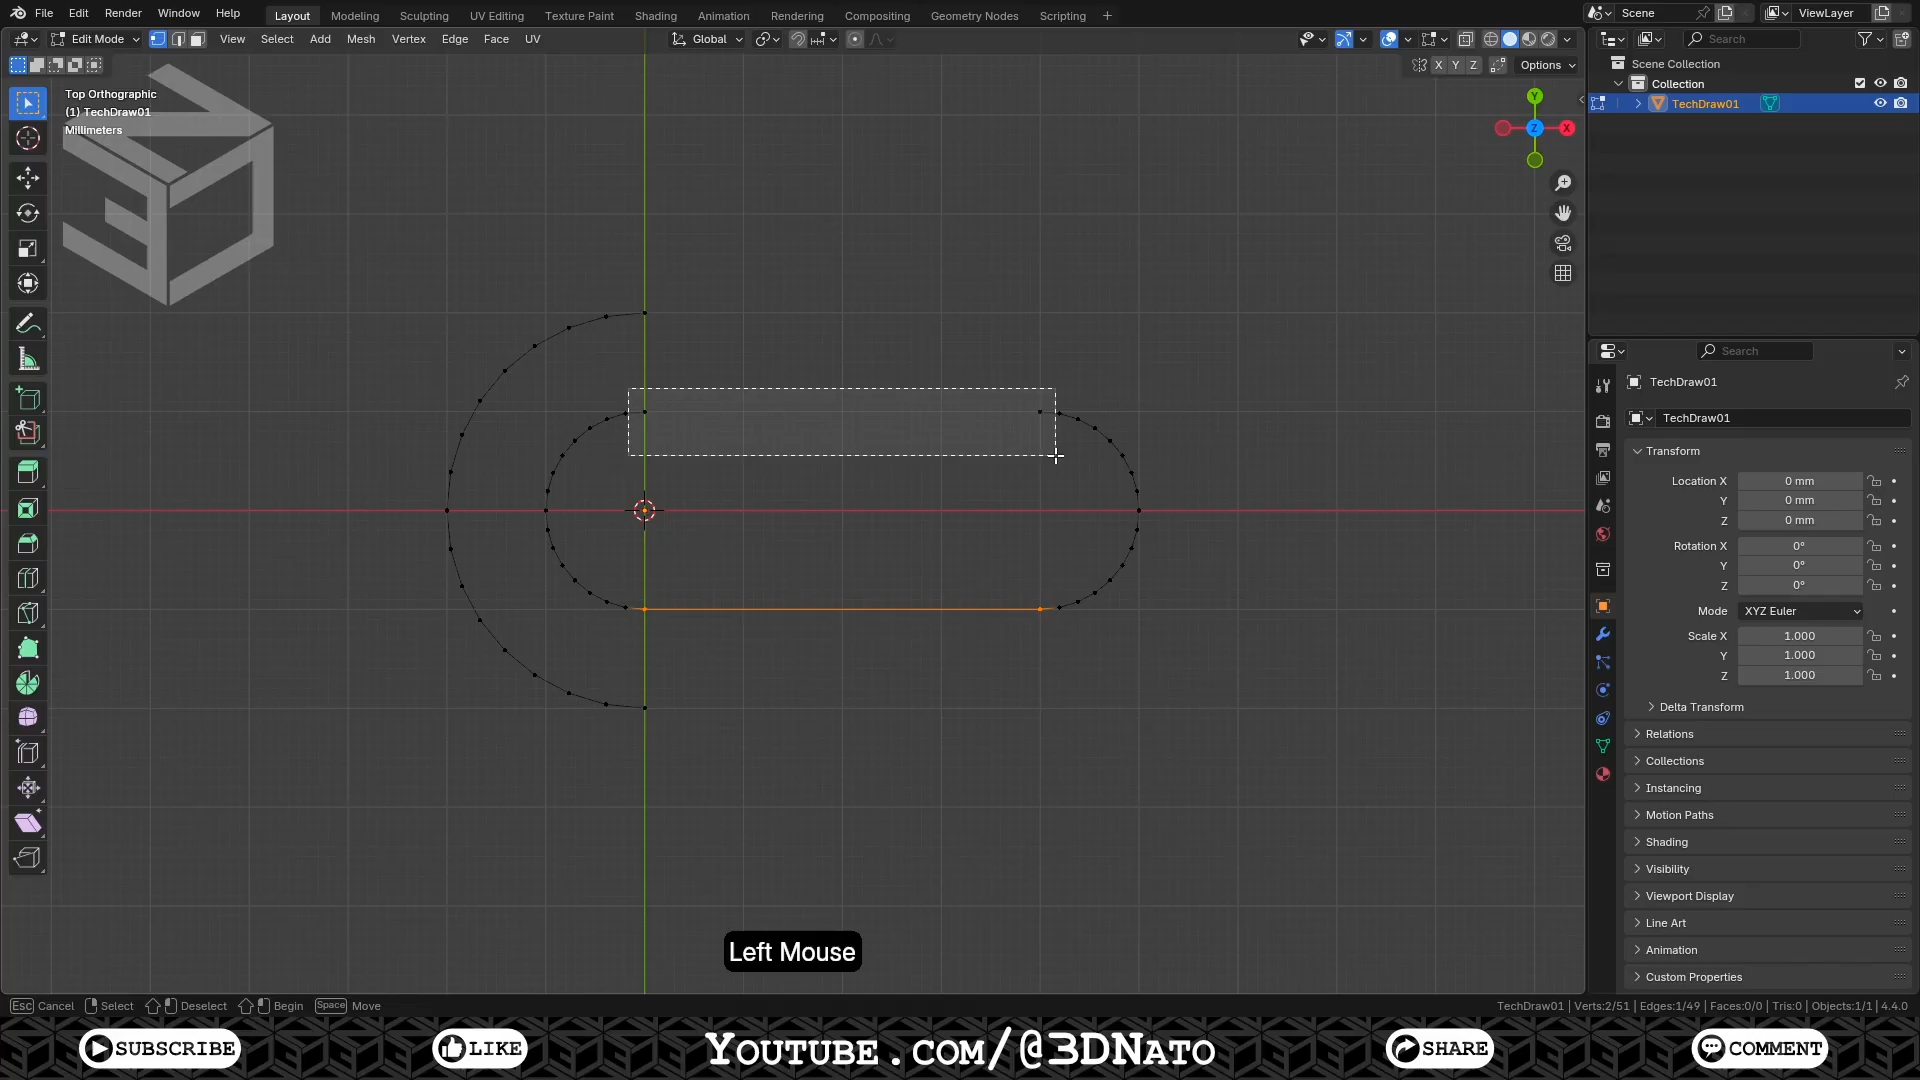 File Edit Render Window Help
Layout Modeling Sculpting UV Editing Texture Paint Shading Animation Rendering Compositing Geometry Nodes Scripting +
Scene ViewLayer
Edit Mode View Select Add Mesh Vertex Edge Face UV
Global
Search
X Y Z Options
Scene Collection
Collection
TechDraw01
Top Orthographic
(1) TechDraw01
Millimeters
Y
X
Z
Search
TechDraw01
TechDraw01
Transform
Location X 0 mm
Y 0 mm
Z 0 mm
Rotation X 0°
Y 0°
Z 0°
Mode XYZ Euler
Scale X 1.000
Y 1.000
Z 1.000
Delta Transform
Relations
Collections
Instancing
Motion Paths
Shading
Visibility
Viewport Display
Line Art
Animation
Custom Properties
Left Mouse
Esc Cancel Select Deselect Begin Space Move
TechDraw01 | Verts:2/51 | Edges:1/49 | Faces:0/0 | Tris:0 | Objects:1/1 | 4.4.0
SUBSCRIBE LIKE YOUTUBE.COM/@3DNATO SHARE COMMENT